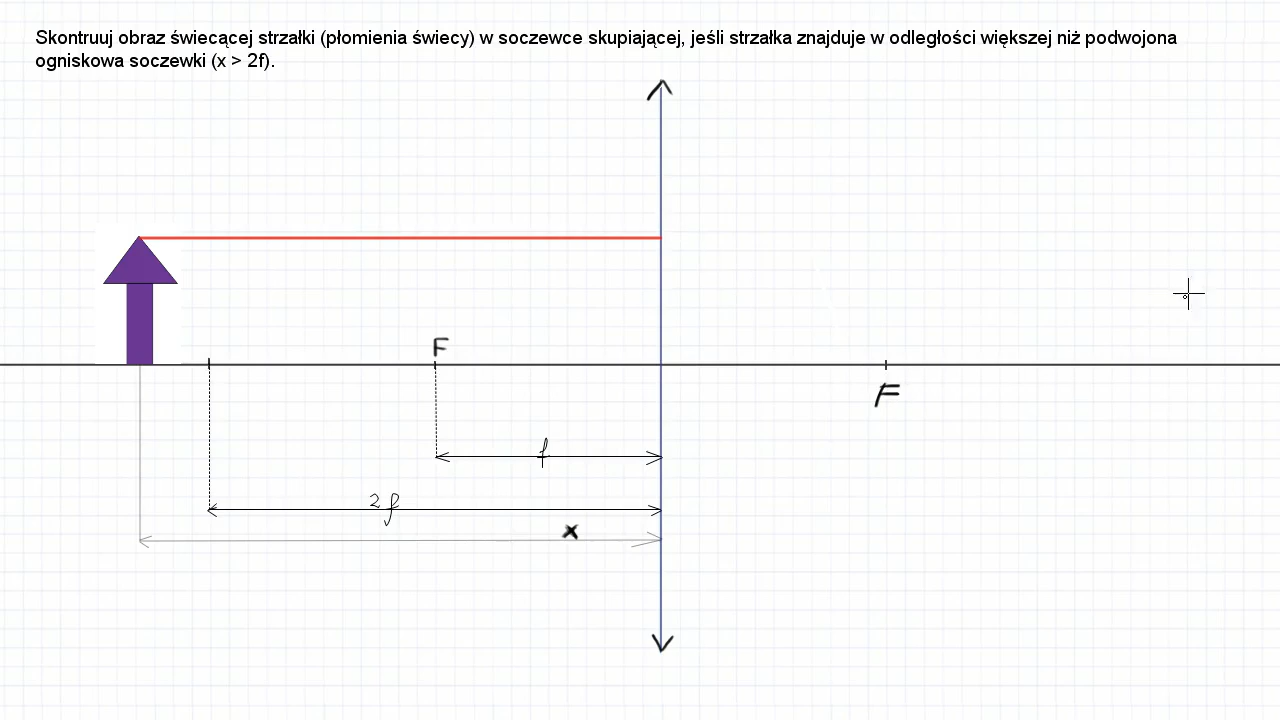 Skontruuj obraz świecącej strzałki (płomienia świecy) w soczewce skupiającej, jeśli strzałka znajduje w odległości większej niż podwojona
ogniskowa soczewki (x > 2f).
F
F
f
2f
x